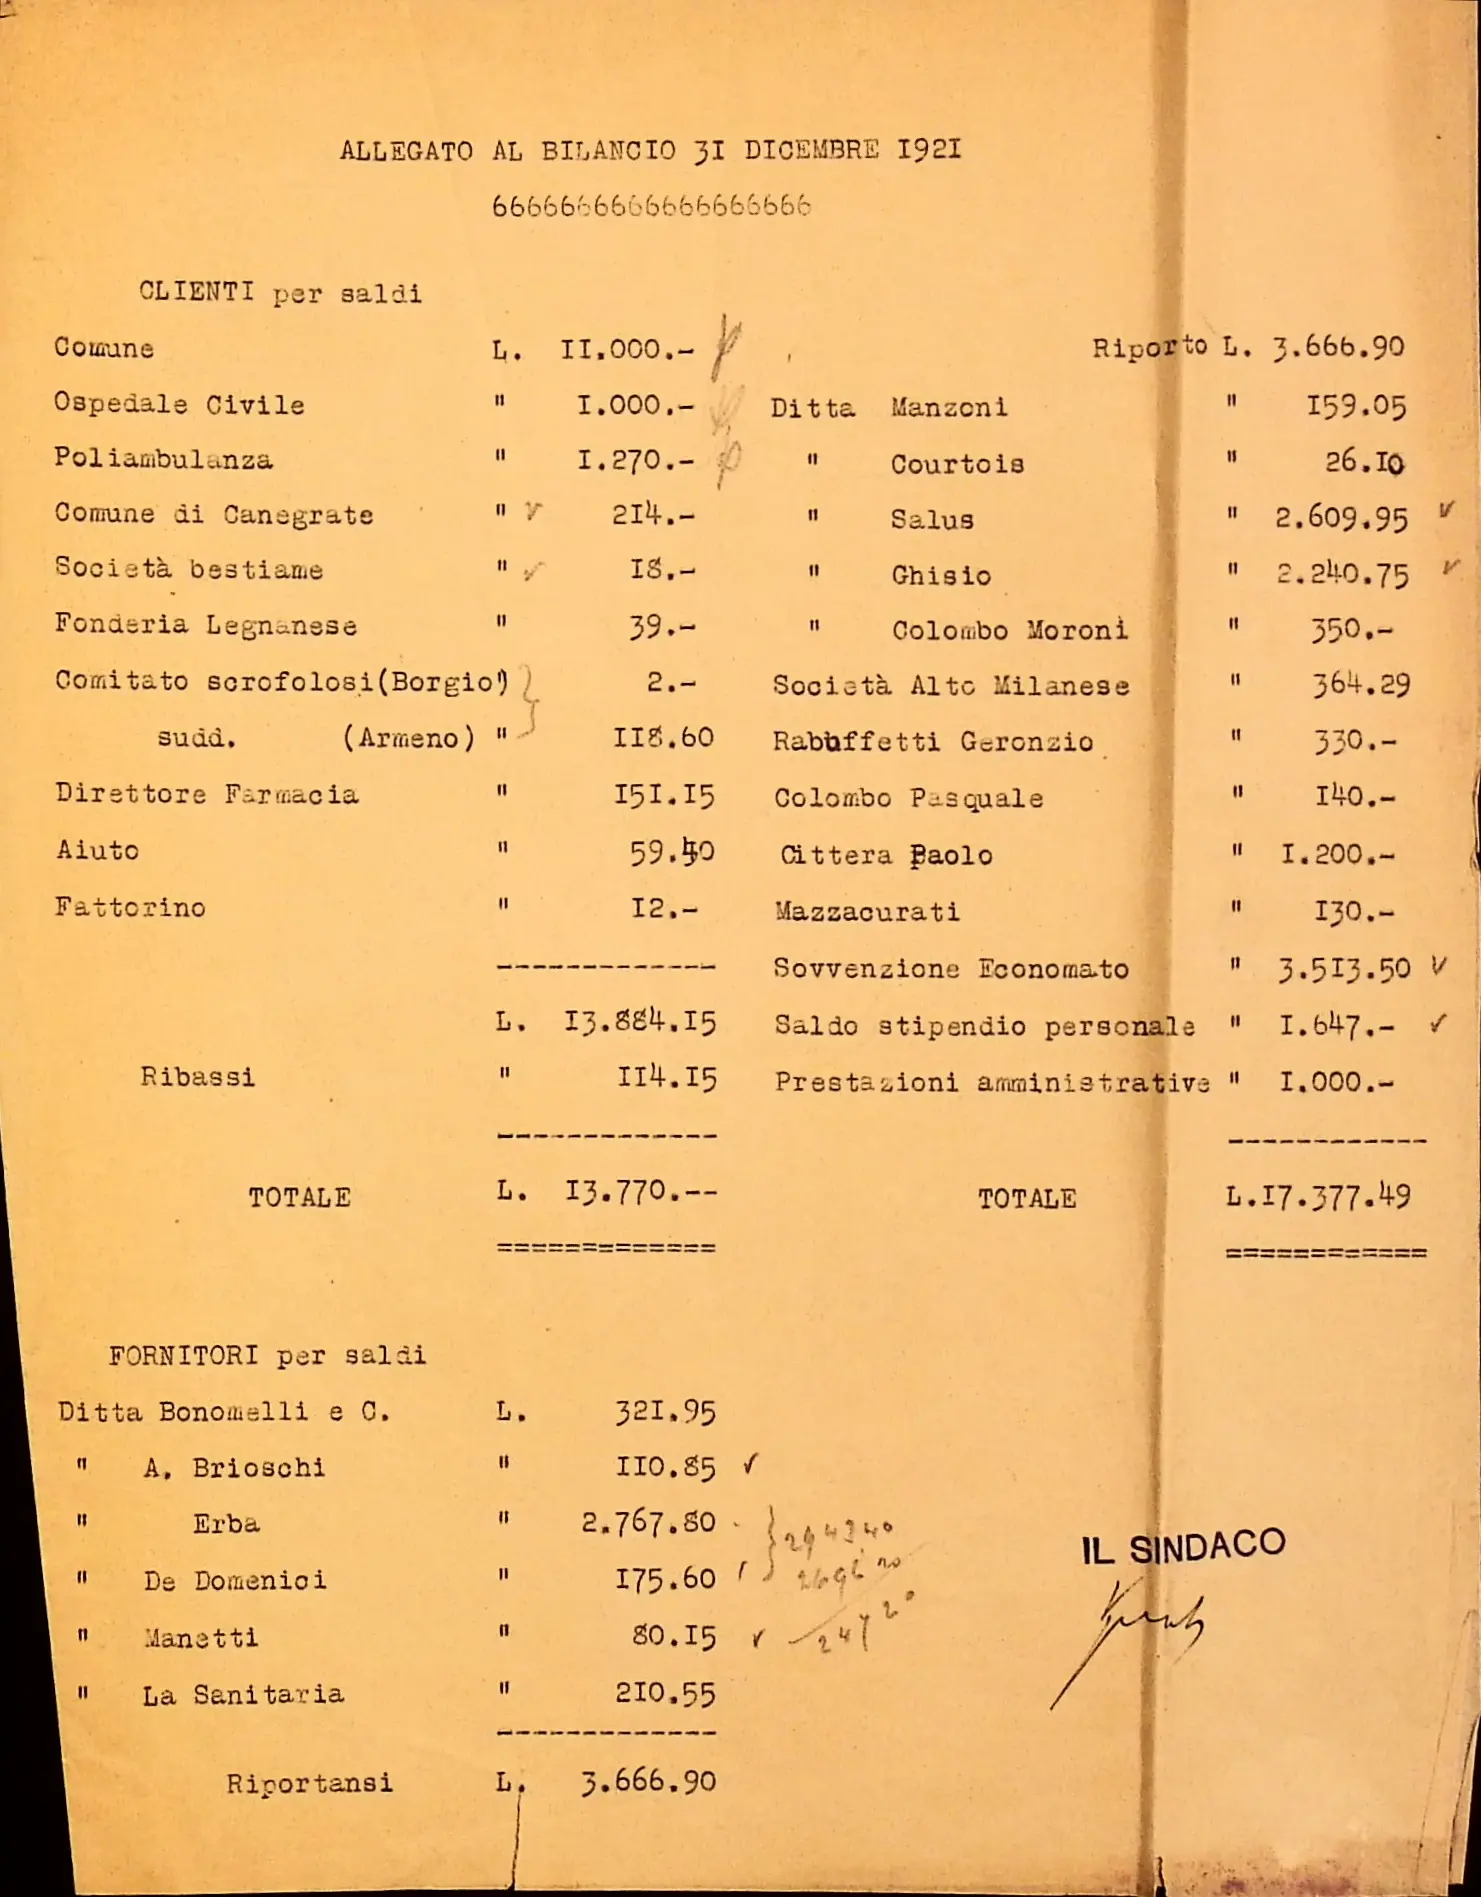 ALLEGATO AL BILANCIO 31 DICEMBRE 1921
6666666666666666666
CLIENTI per saldi
Comune L. 11.000.-
Ospedale Civile " 1.000.-
Poliambulanza " 1.270.-
Comune di Canegrate " 214.-
Società bestiame " 18.-
Fonderia Legnanese " 39.-
Comitato scrofolosi(Borgio") 2.-
sudd. (Armeno) " 118.60
Direttore Farmacia " 151.15
Aiuto " 59.40
Fattorino " 12.-
-------------
L. 13.884.15
Ribassi " 114.15
-------------
TOTALE L. 13.770.--
=============
FORNITORI per saldi
Ditta Bonomelli e C. L. 321.95
" A. Brioschi " 110.85
" Erba " 2.767.80
" De Domenici " 175.60
" Manetti " 80.15
" La Sanitaria " 210.55
-------------
Riportansi L. 3.666.90
2943 40
2696 20
247 20
Riporto L. 3.666.90
Ditta Manzoni " 159.05
" Courtois " 26.10
" Salus " 2.609.95
" Ghisio " 2.240.75
" Colombo Moroni " 350.-
Società Alto Milanese " 364.29
Rabuffetti Geronzio " 330.-
Colombo Pasquale " 140.-
Cittera Paolo " 1.200.-
Mazzacurati " 130.-
Sovvenzione Economato " 3.513.50
Saldo stipendio personale " 1.647.-
Prestazioni amministrative " 1.000.-
------------
TOTALE L.17.377.49
============
IL SINDACO